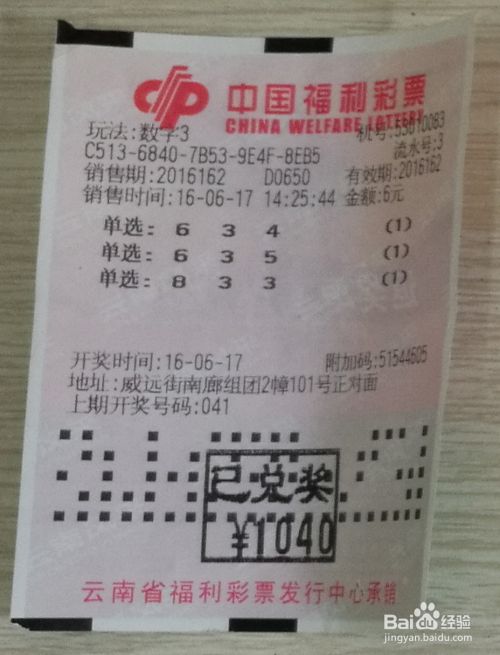 中国福利彩票
CHINA WELFARE LOTTERY
玩法:数字3 机号:53010083
C513-6840-7B53-9E4F-8EB5 流水号:3
销售期:2016162 D0650 有效期:2016162
销售时间:16-06-17 14:25:44 金额:6元
单选: 6 3 4 (1)
单选: 6 3 5 (1)
单选: 8 3 3 (1)
开奖时间:16-06-17 附加码:51544605
地址:威远街南廊组团2幢101号正对面
上期开奖号码:041
已兑奖
¥1040
云南省福利彩票发行中心承销
Baidu经验
jingyan.baidu.com